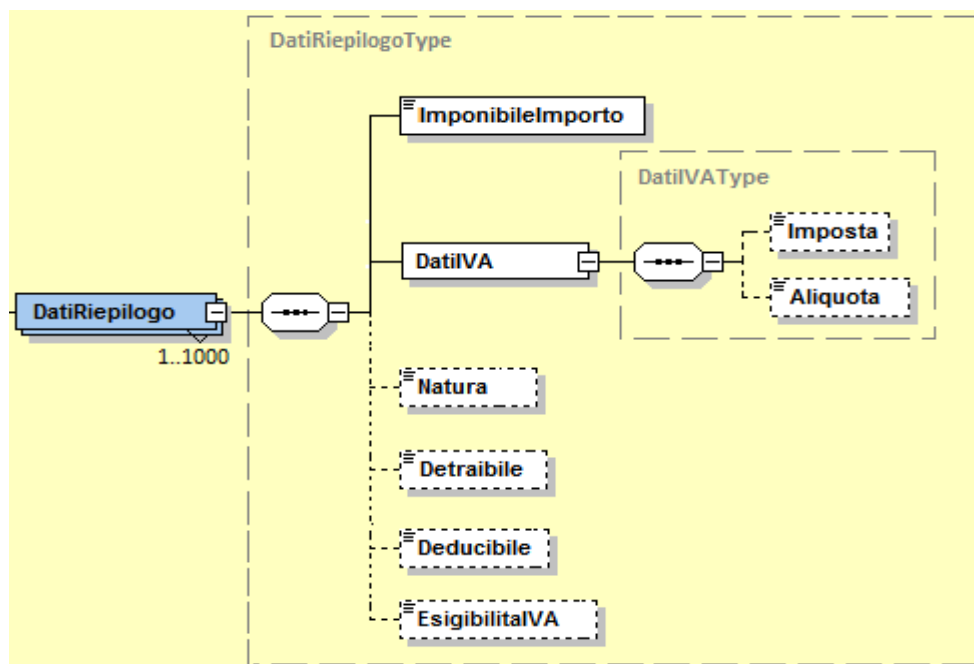 DatiRiepilogoType
ImponibileImporto
DatiIVAType
Imposta
DatiIVA
Aliquota
DatiRiepilogo
1..1000
Natura
Detraibile
Deducibile
EsigibilitaIVA